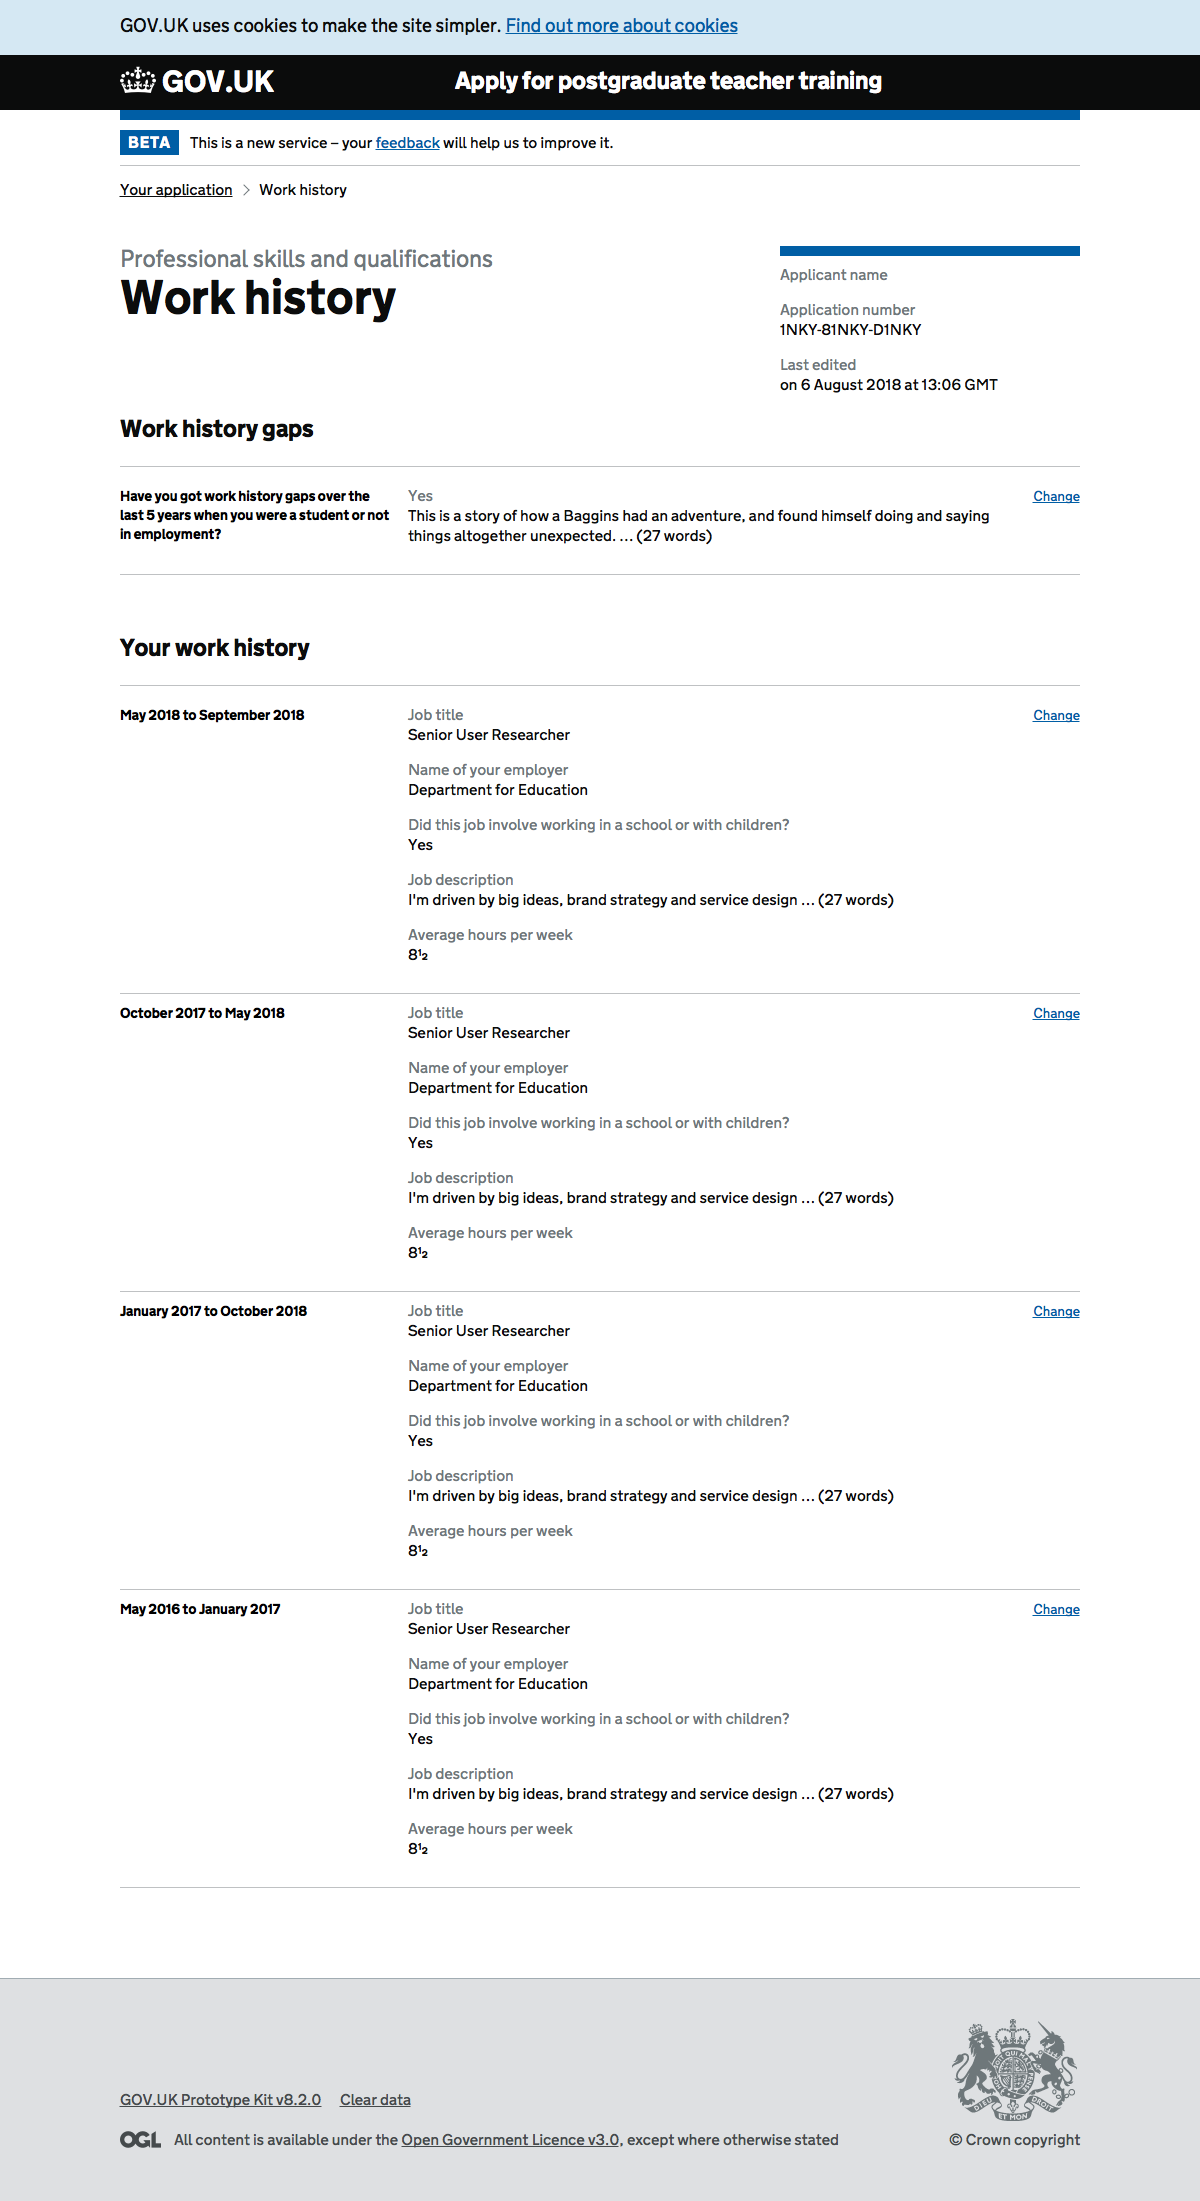 GOV.UK uses cookies to make the site simpler. Find out more about cookies
GOV.UK
Apply for postgraduate teacher training
BETA This is a new service – your feedback will help us to improve it.
Your application > Work history
Professional skills and qualifications
Work history
Applicant name
Application number
1NKY-81NKY-D1NKY
Last edited
on 6 August 2018 at 13:06 GMT
Work history gaps
Have you got work history gaps over the
last 5 years when you were a student or not
in employment?
Yes
This is a story of how a Baggins had an adventure, and found himself doing and saying
things altogether unexpected. … (27 words)
Change
Your work history
May 2018 to September 2018
Job title
Senior User Researcher
Name of your employer
Department for Education
Did this job involve working in a school or with children?
Yes
Job description
I'm driven by big ideas, brand strategy and service design … (27 words)
Average hours per week
8½
Change
October 2017 to May 2018
Job title
Senior User Researcher
Name of your employer
Department for Education
Did this job involve working in a school or with children?
Yes
Job description
I'm driven by big ideas, brand strategy and service design … (27 words)
Average hours per week
8½
Change
January 2017 to October 2018
Job title
Senior User Researcher
Name of your employer
Department for Education
Did this job involve working in a school or with children?
Yes
Job description
I'm driven by big ideas, brand strategy and service design … (27 words)
Average hours per week
8½
Change
May 2016 to January 2017
Job title
Senior User Researcher
Name of your employer
Department for Education
Did this job involve working in a school or with children?
Yes
Job description
I'm driven by big ideas, brand strategy and service design … (27 words)
Average hours per week
8½
Change
GOV.UK Prototype Kit v8.2.0 Clear data
OGL All content is available under the Open Government Licence v3.0, except where otherwise stated
DIEU ET MON DROIT
© Crown copyright